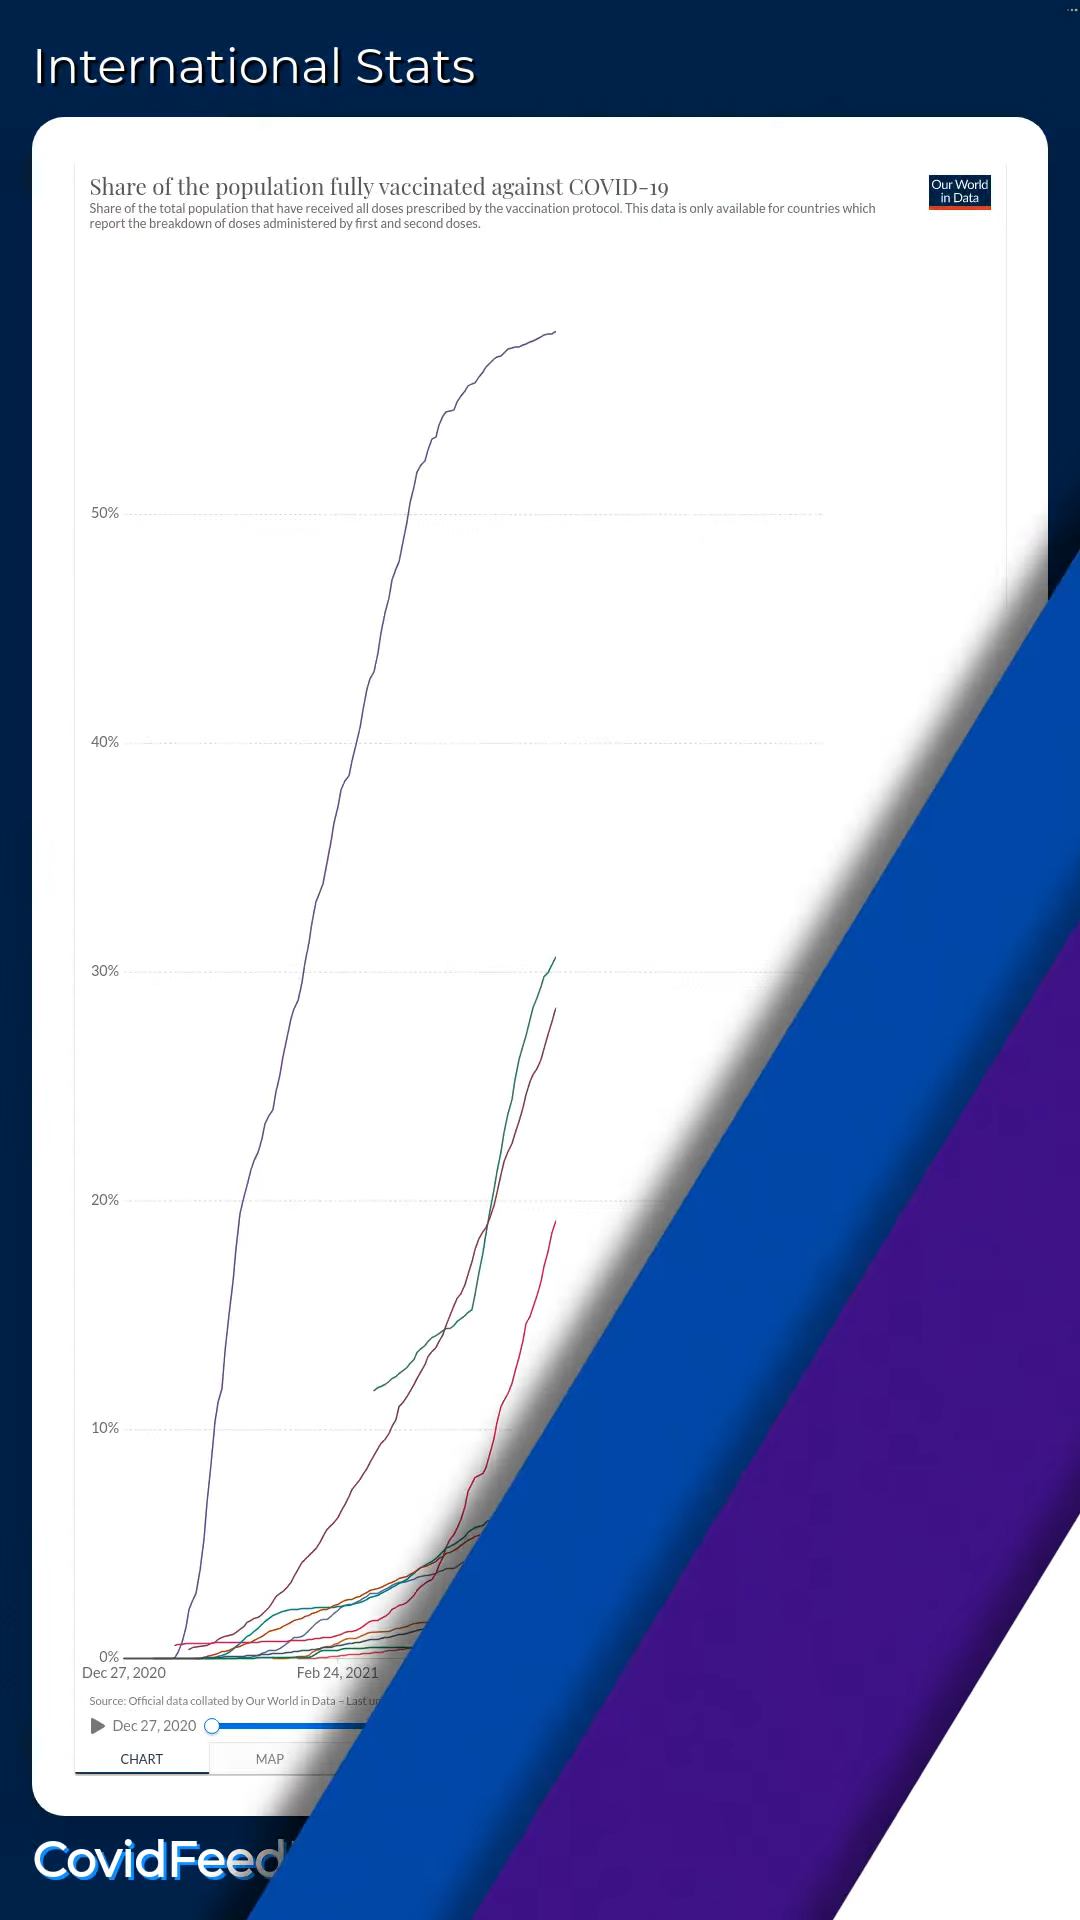 International Stats
Share of the population fully vaccinated against COVID-19
Our World
in Data
Share of the total population that have received all doses prescribed by the vaccination protocol. This data is only available for countries which
report the breakdown of doses administered by first and second doses.
50%
40%
30%
20%
10%
0%
Dec 27, 2020
Feb 24, 2021
Source: Official data collated by Our World in Data – Last
Dec 27, 2020
CHART
MAP
CovidFeed